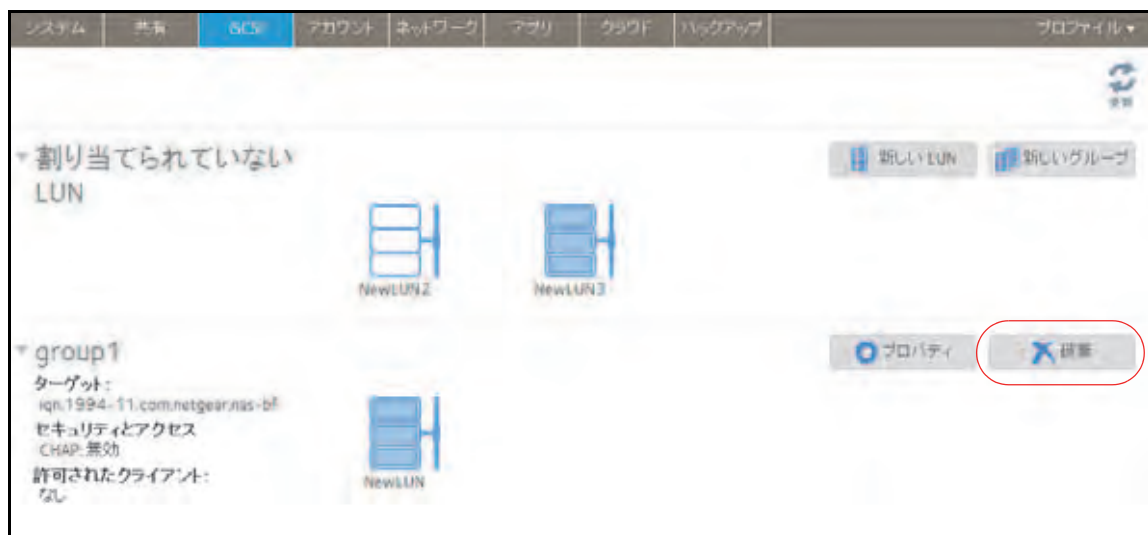 システム 共有 iSCSI アカウント ネットワーク アプリ クラウド バックアップ プロファイル ▾
更新
割り当てられていない
LUN
新しい LUN 新しいグループ
NewLUN2 NewLUN3
group1
プロパティ 破棄
ターゲット:
iqn.1994-11.com.netgear:nas-bf
セキュリティとアクセス
CHAP: 無効
許可されたクライアント:
なし
NewLUN